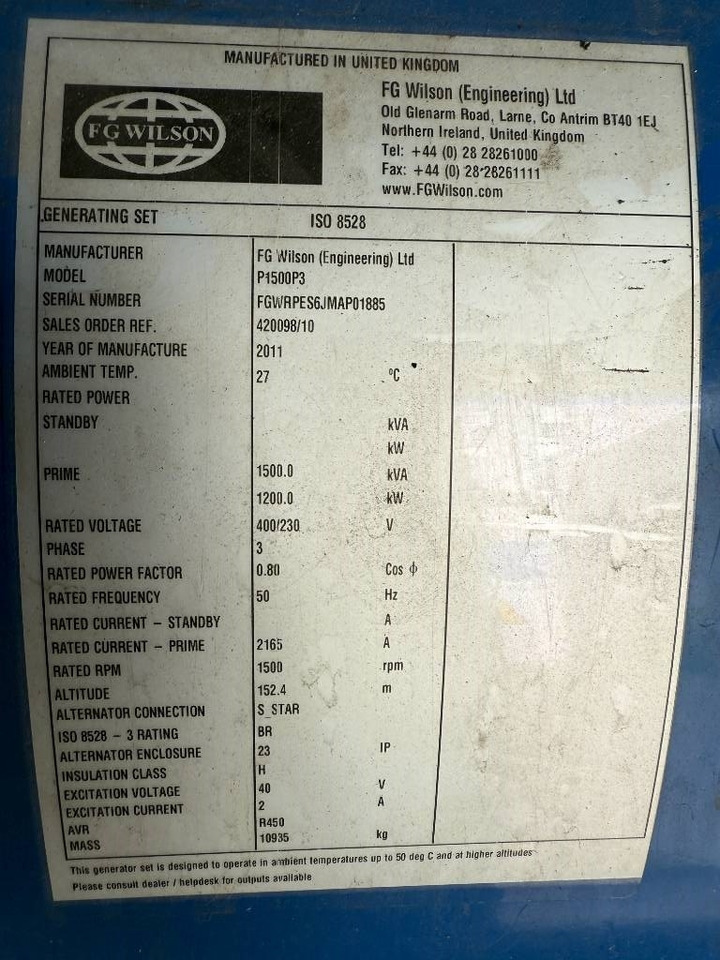 MANUFACTURED IN UNITED KINGDOM
FG WILSON
FG Wilson (Engineering) Ltd
Old Glenarm Road, Larne, Co Antrim BT40 1EJ
Northern Ireland, United Kingdom
Tel: +44 (0) 28 28261000
Fax: +44 (0) 28 28261111
www.FGWilson.com
GENERATING SET ISO 8528
MANUFACTURER FG Wilson (Engineering) Ltd
MODEL P1500P3
SERIAL NUMBER FGWRPES6JMAP01885
SALES ORDER REF. 420098/10
YEAR OF MANUFACTURE 2011
AMBIENT TEMP. 27 ºC
RATED POWER
STANDBY kVA
kW
PRIME 1500.0 kVA
1200.0 kW
RATED VOLTAGE 400/230 V
PHASE 3
RATED POWER FACTOR 0.80 Cos ϕ
RATED FREQUENCY 50 Hz
RATED CURRENT - STANDBY A
RATED CURRENT - PRIME 2165 A
RATED RPM 1500 rpm
ALTITUDE 152.4 m
ALTERNATOR CONNECTION S_STAR
ISO 8528 - 3 RATING BR
ALTERNATOR ENCLOSURE 23 IP
INSULATION CLASS H
EXCITATION VOLTAGE 40 V
EXCITATION CURRENT 2 A
AVR R450
MASS 10935 kg
This generator set is designed to operate in ambient temperatures up to 50 deg C and at higher altitudes
Please consult dealer / helpdesk for outputs available